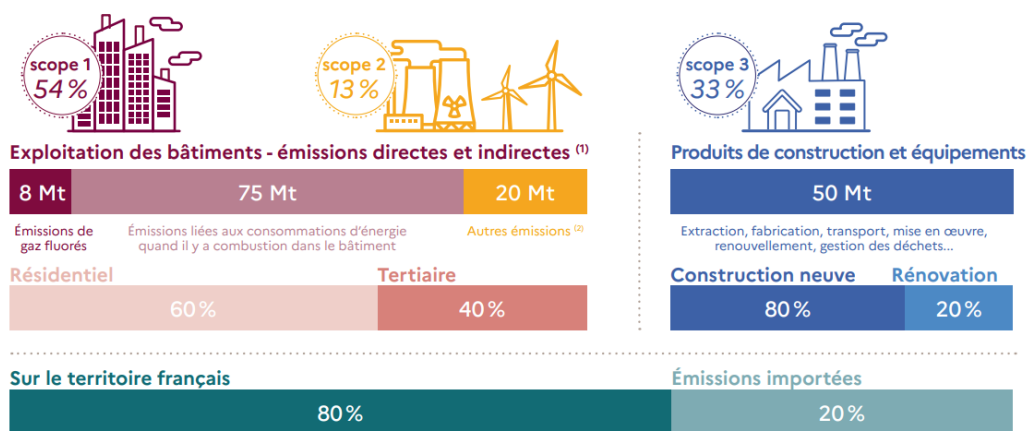 scope 1
54 %
scope 2
13 %
scope 3
33 %
Exploitation des bâtiments - émissions directes et indirectes (1)
8 Mt
75 Mt
20 Mt
Émissions de
gaz fluorés
Émissions liées aux consommations d'énergie
quand il y a combustion dans le bâtiment
Autres émissions (2)
Résidentiel
Tertiaire
60 %
40 %
Produits de construction et équipements
50 Mt
Extraction, fabrication, transport, mise en œuvre,
renouvellement, gestion des déchets...
Construction neuve
Rénovation
80 %
20 %
Sur le territoire français
Émissions importées
80 %
20 %